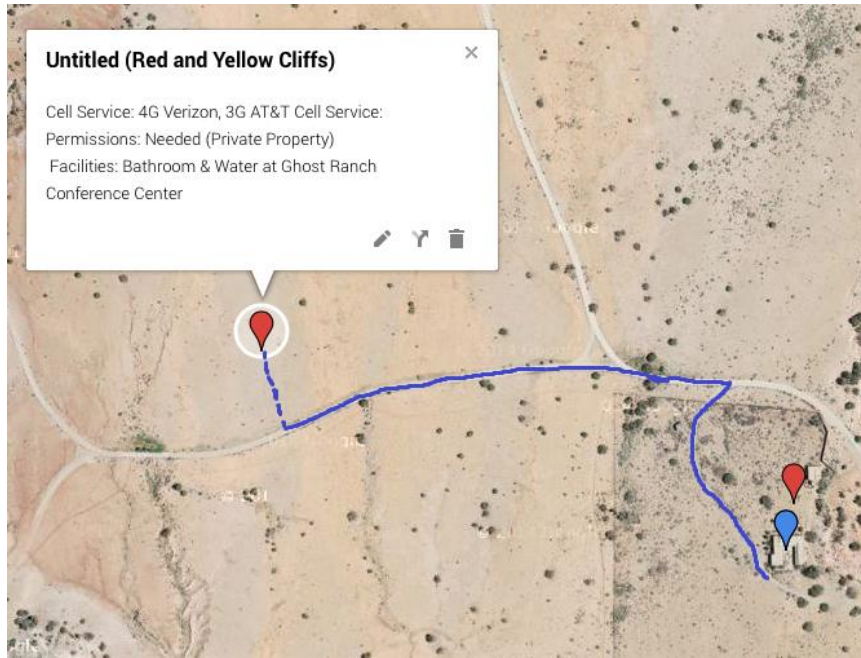 Untitled (Red and Yellow Cliffs)
Cell Service: 4G Verizon, 3G AT&T Cell Service:
Permissions: Needed (Private Property)
Facilities: Bathroom & Water at Ghost Ranch
Conference Center